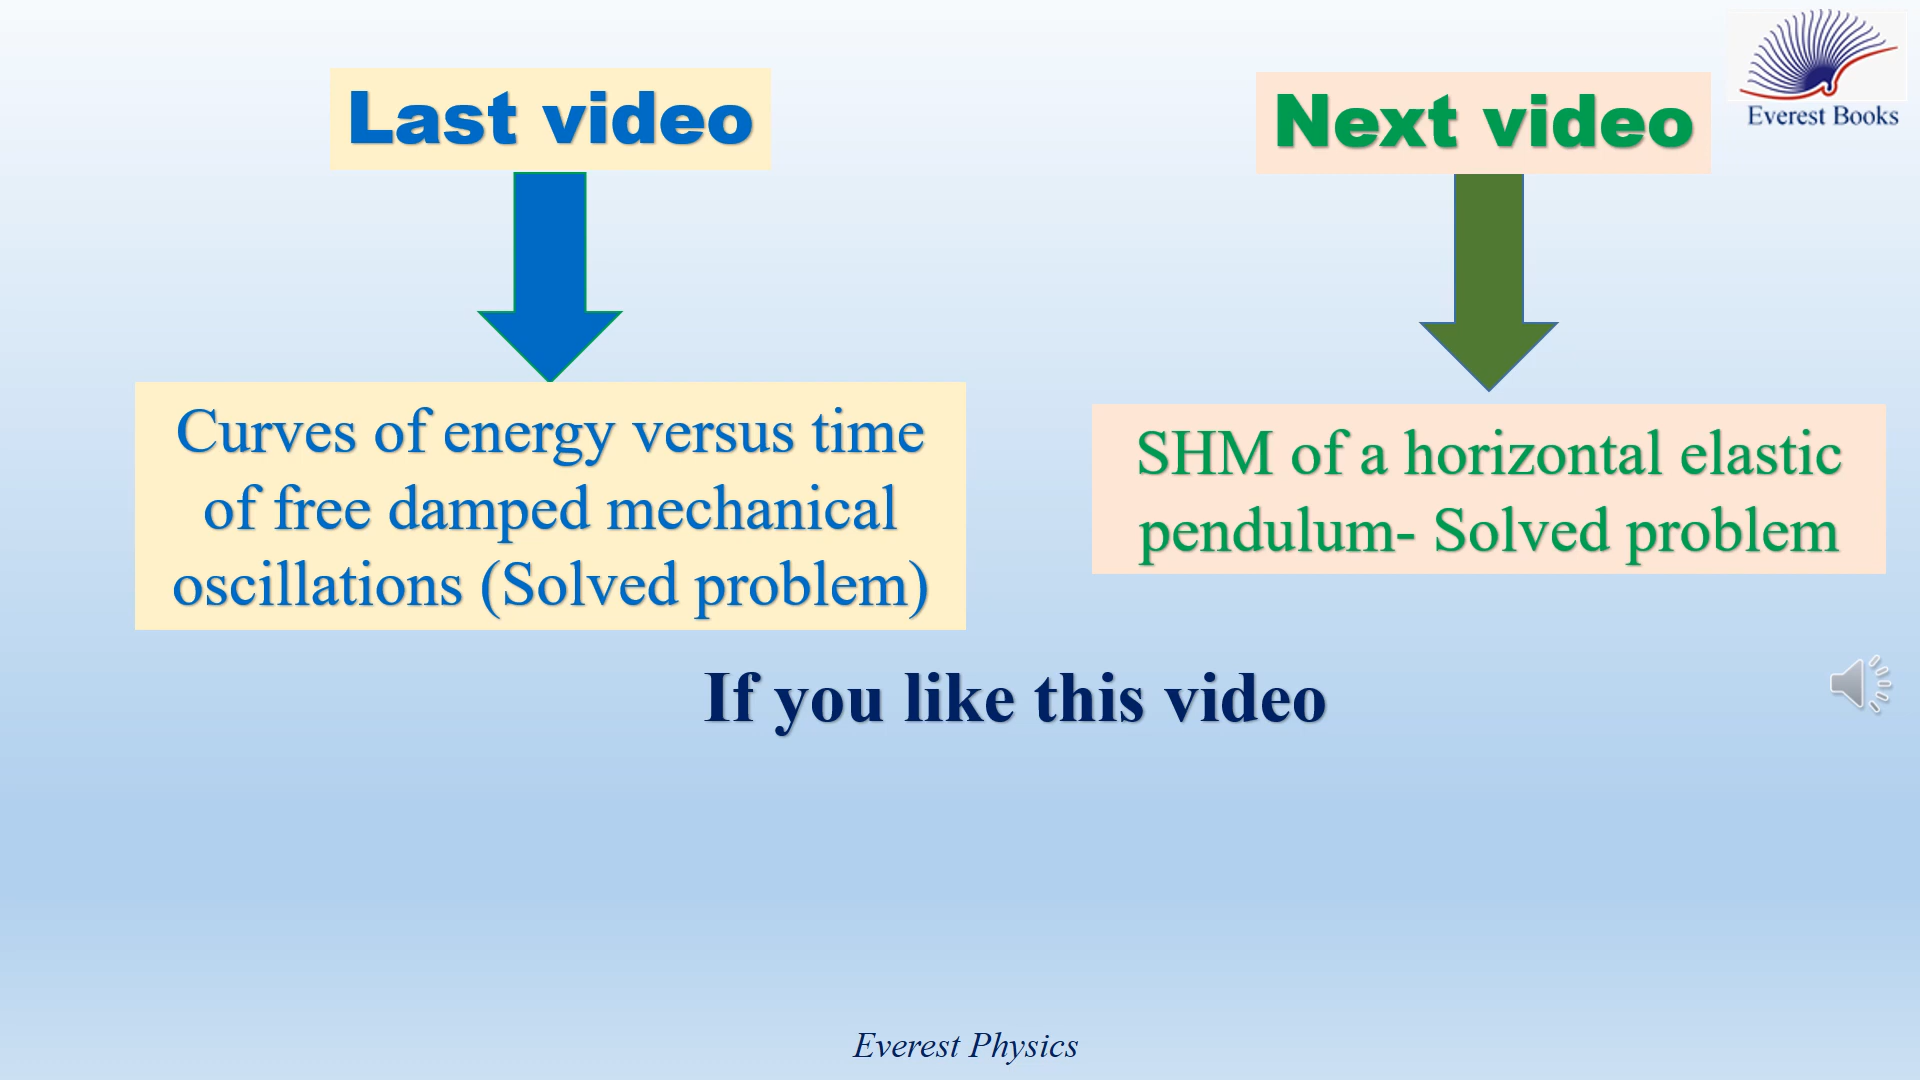 Last video
Next video
Everest Books
Curves of energy versus time
of free damped mechanical
oscillations (Solved problem)
SHM of a horizontal elastic
pendulum- Solved problem
If you like this video
Everest Physics